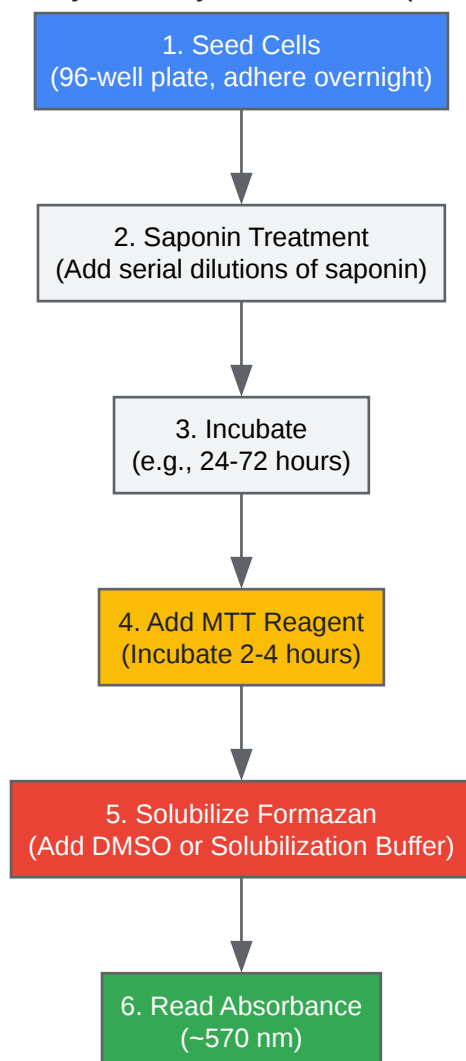 1. Seed Cells
(96-well plate, adhere overnight)
2. Saponin Treatment
(Add serial dilutions of saponin)
3. Incubate
(e.g., 24-72 hours)
4. Add MTT Reagent
(Incubate 2-4 hours)
5. Solubilize Formazan
(Add DMSO or Solubilization Buffer)
6. Read Absorbance
(~570 nm)